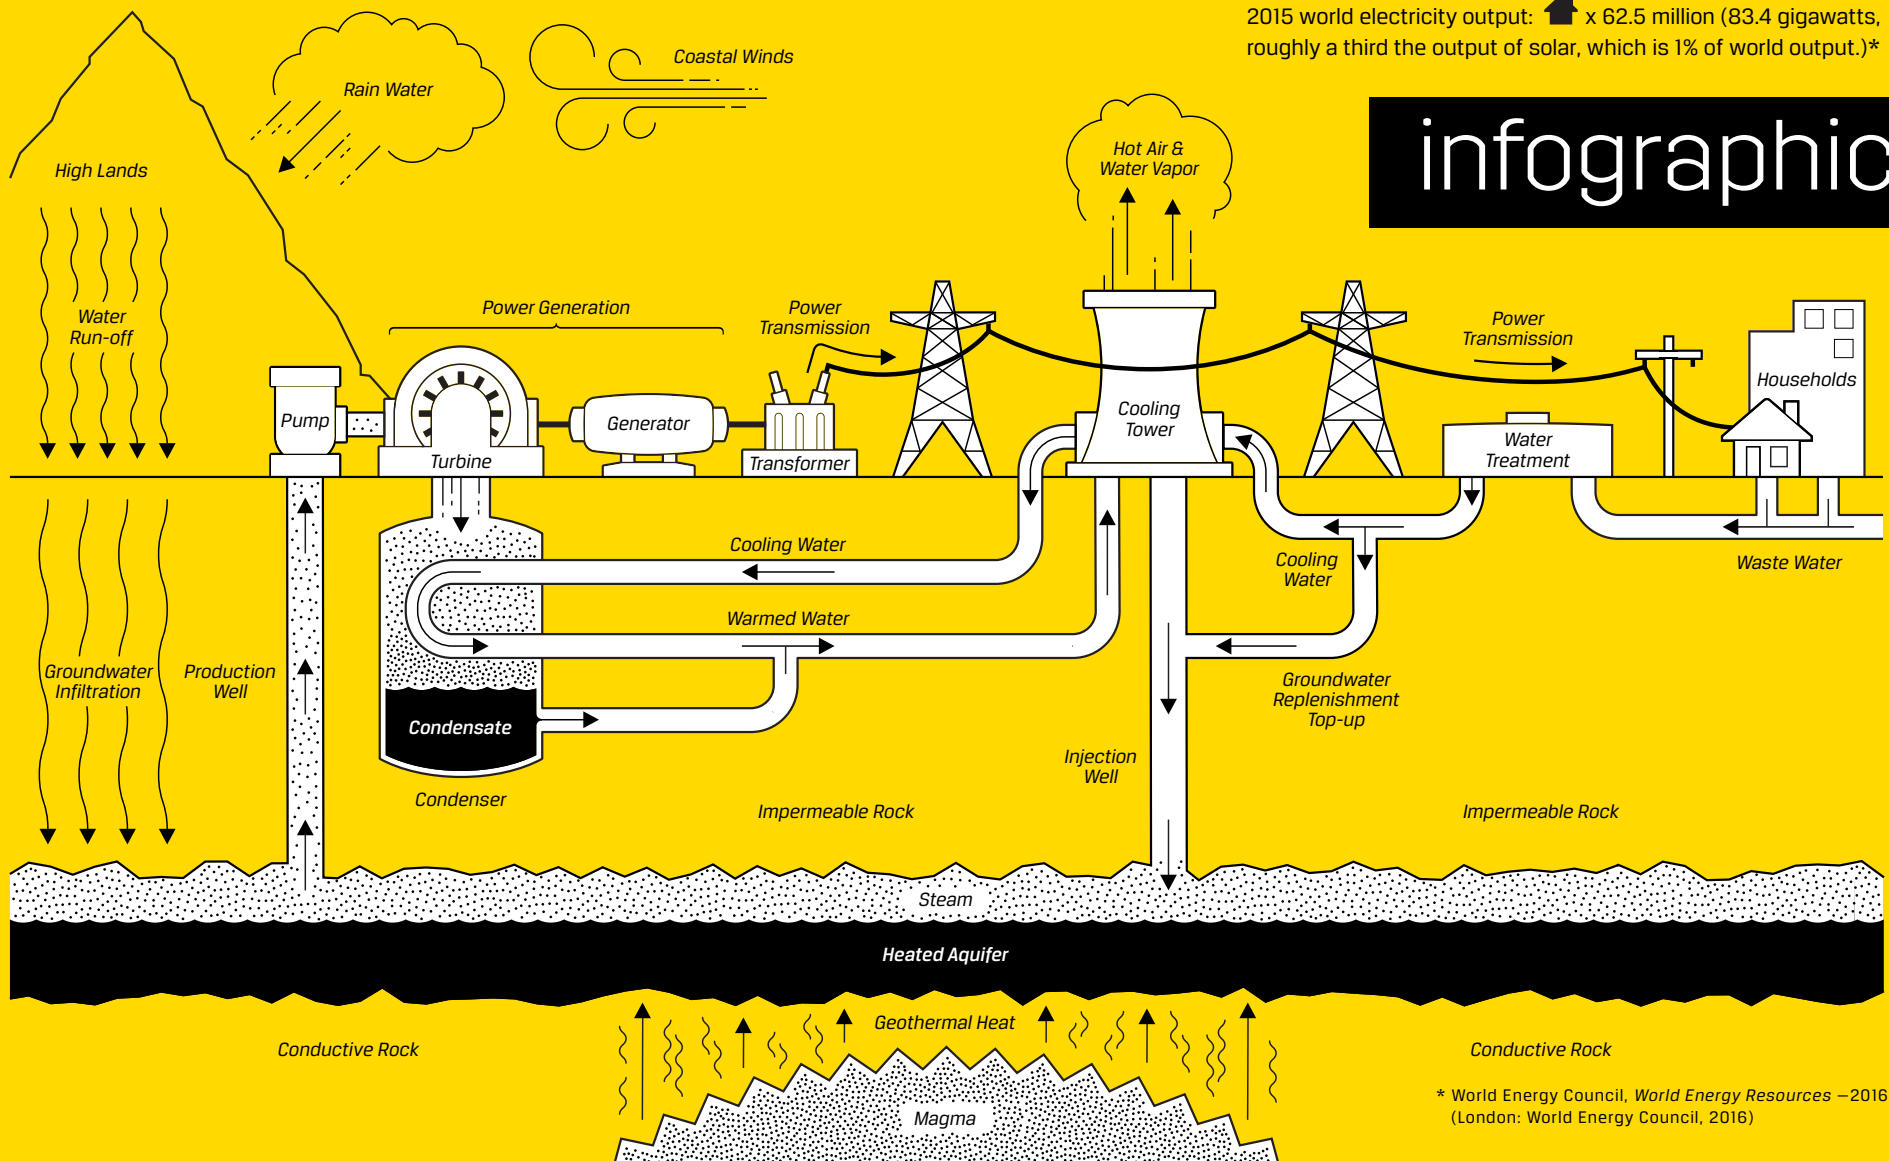 2015 world electricity output: x 62.5 million (83.4 gigawatts,
roughly a third the output of solar, which is 1% of world output.)*
infographic
Coastal Winds
Rain Water
High Lands
Hot Air &
Water Vapor
Water
Run-off
Power Generation
Power
Transmission
Power
Transmission
Households
Pump
Turbine
Generator
Transformer
Cooling
Tower
Water
Treatment
Cooling Water
Cooling
Water
Waste Water
Warmed Water
Groundwater
Infiltration
Production
Well
Condensate
Condenser
Groundwater
Replenishment
Top-up
Injection
Well
Impermeable Rock
Impermeable Rock
Steam
Heated Aquifer
Geothermal Heat
Conductive Rock
Conductive Rock
Magma
* World Energy Council, World Energy Resources –2016
(London: World Energy Council, 2016)